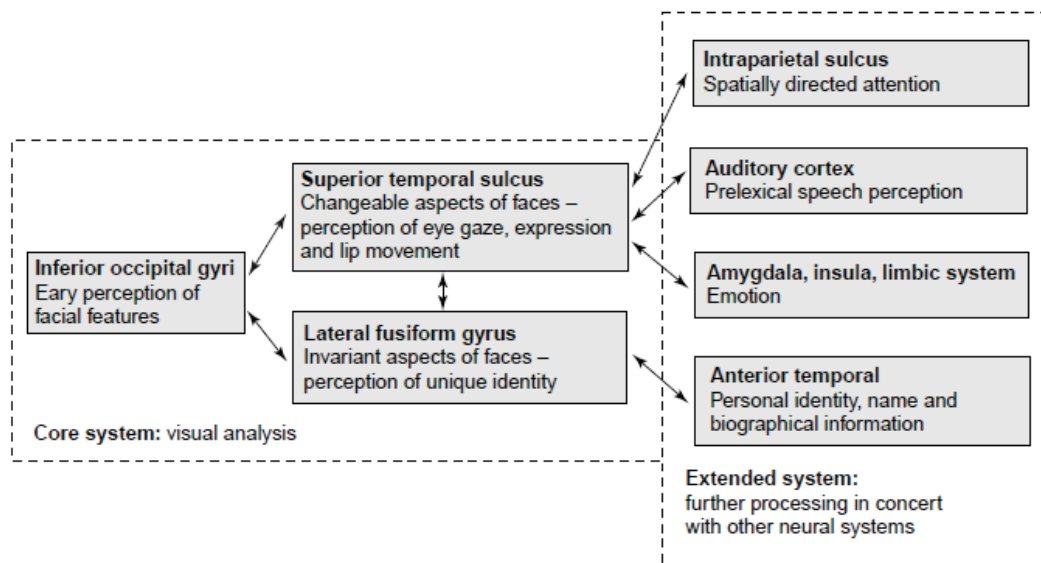 Intraparietal sulcus
Spatially directed attention
Superior temporal sulcus
Changeable aspects of faces –
perception of eye gaze, expression
and lip movement
Auditory cortex
Prelexical speech perception
Inferior occipital gyri
Eary perception of
facial features
Amygdala, insula, limbic system
Emotion
Lateral fusiform gyrus
Invariant aspects of faces –
perception of unique identity
Anterior temporal
Personal identity, name and
biographical information
Core system: visual analysis
Extended system:
further processing in concert
with other neural systems